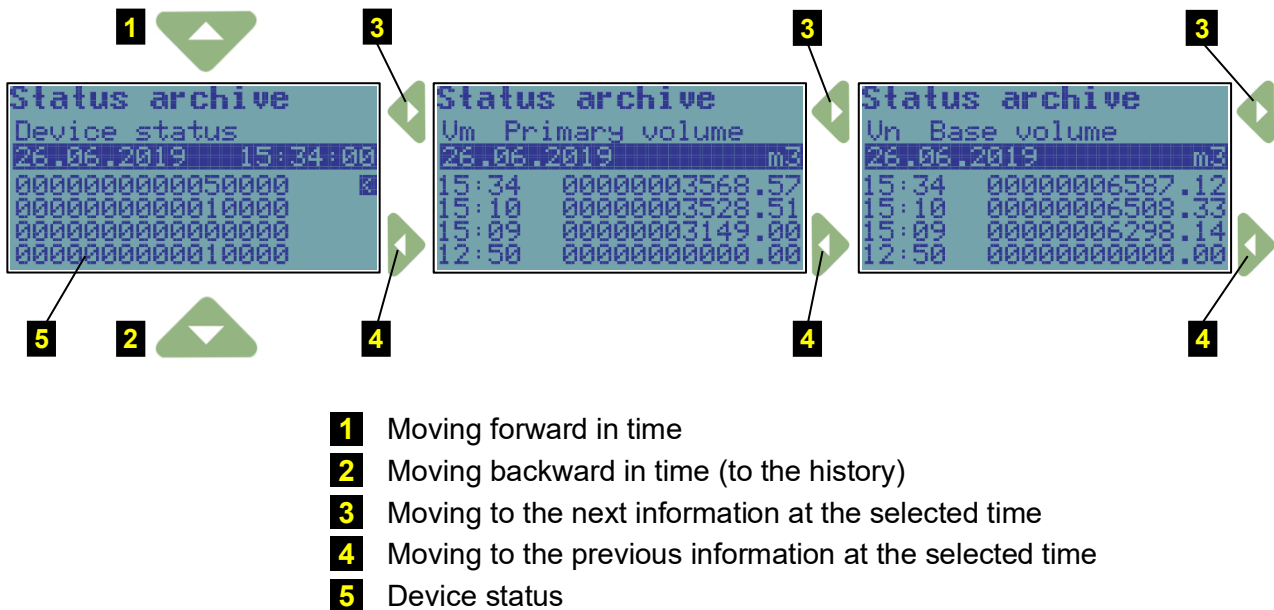 1
3
3
3
Status archive
Device status
26.06.2019 15:34:00
0000000000050000 K
0000000000010000
0000000000000000
0000000000010000
Status archive
Vm Primary volume
26.06.2019 m3
15:34 00000003568.57
15:10 00000003528.51
15:09 00000003149.00
12:50 00000000000.00
Status archive
Vn Base volume
26.06.2019 m3
15:34 00000006587.12
15:10 00000006508.33
15:09 00000006298.14
12:50 00000000000.00
5
2
4
4
4
1 Moving forward in time
2 Moving backward in time (to the history)
3 Moving to the next information at the selected time
4 Moving to the previous information at the selected time
5 Device status